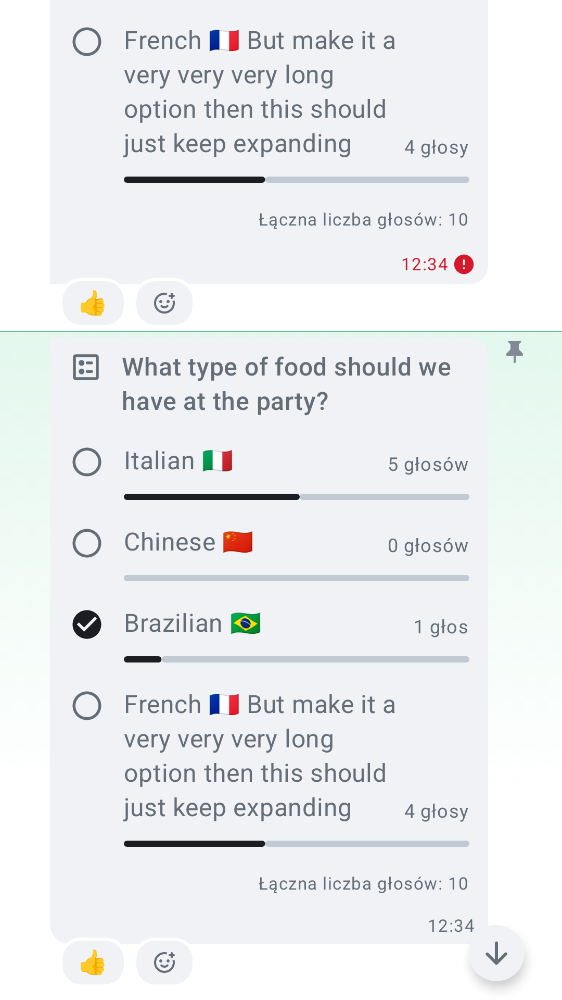 French 🇫🇷 But make it a
very very very long
option then this should
just keep expanding 4 głosy
Łączna liczba głosów: 10
12:34
👍
What type of food should we
have at the party?
Italian 🇮🇹 5 głosów
Chinese 🇨🇳 0 głosów
Brazilian 🇧🇷 1 głos
French 🇫🇷 But make it a
very very very long
option then this should
just keep expanding 4 głosy
Łączna liczba głosów: 10
12:34
👍